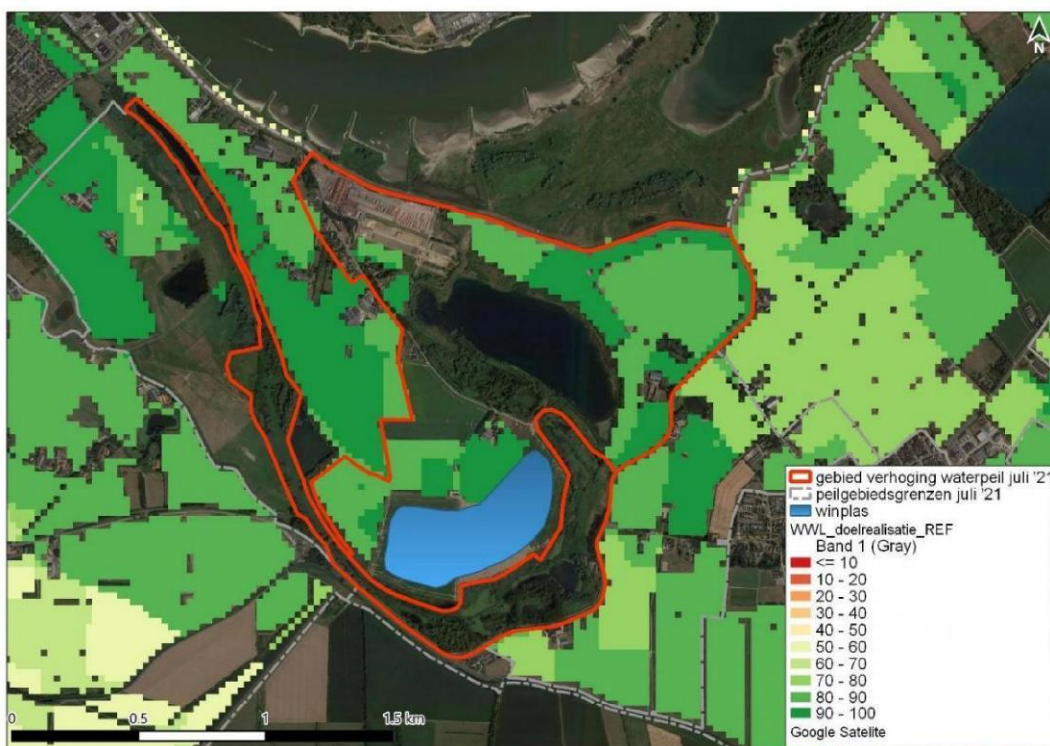 N
gebied verhoging waterpeil juli '21
peilgebiedsgrenzen juli '21
winplas
WWL_doelrealisatie_REF
Band 1 (Gray)
<= 10
10 - 20
20 - 30
30 - 40
40 - 50
50 - 60
60 - 70
70 - 80
80 - 90
90 - 100
Google Satelite
0 0.5 1 1.5 km